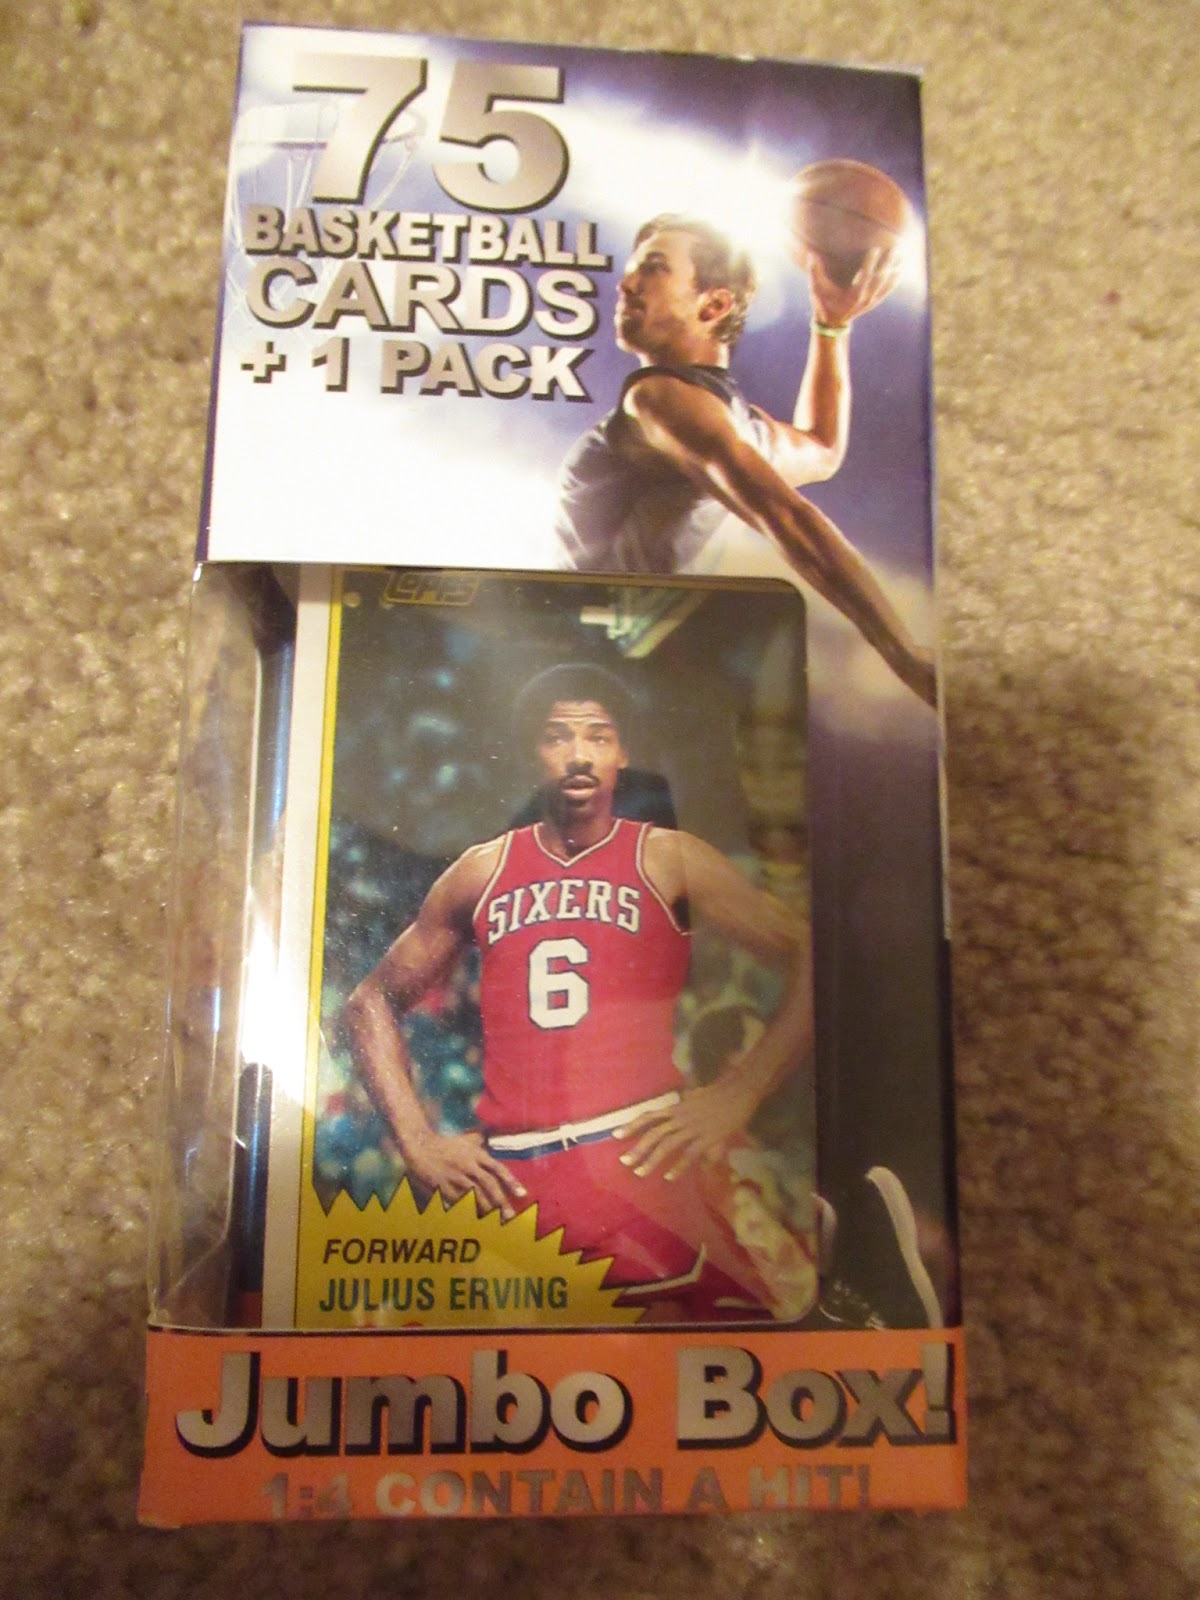 75
BASKETBALL
CARDS
+ 1 PACK
TOPPS
SIXERS
6
FORWARD
JULIUS ERVING
Jumbo Box!
1:4 CONTAIN A HIT!